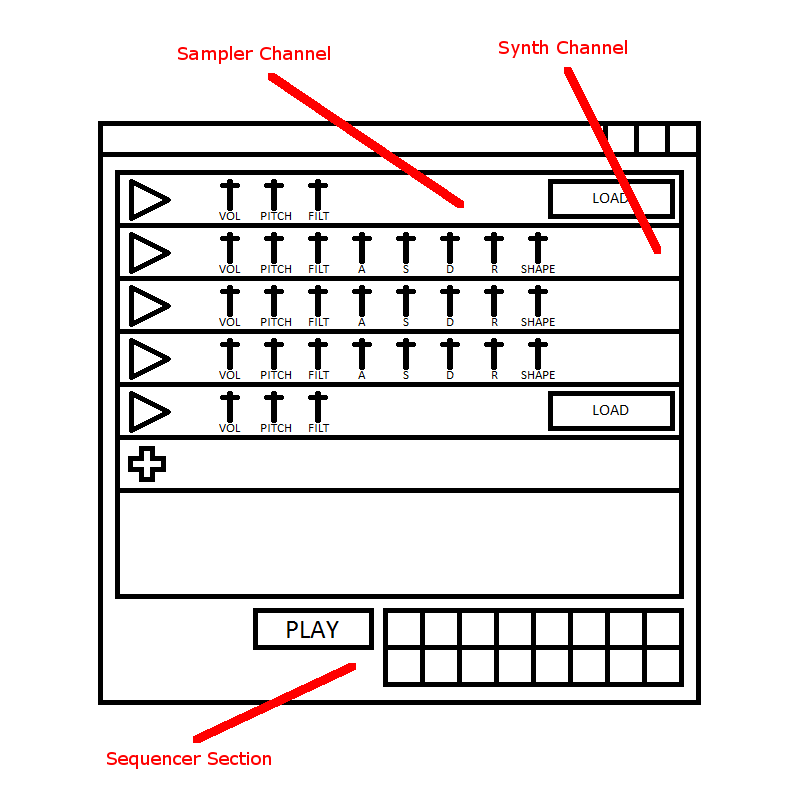 Sampler Channel
Synth Channel
VOL PITCH FILT LOAD
VOL PITCH FILT A S D R SHAPE
VOL PITCH FILT A S D R SHAPE
VOL PITCH FILT A S D R SHAPE
VOL PITCH FILT LOAD
PLAY
Sequencer Section